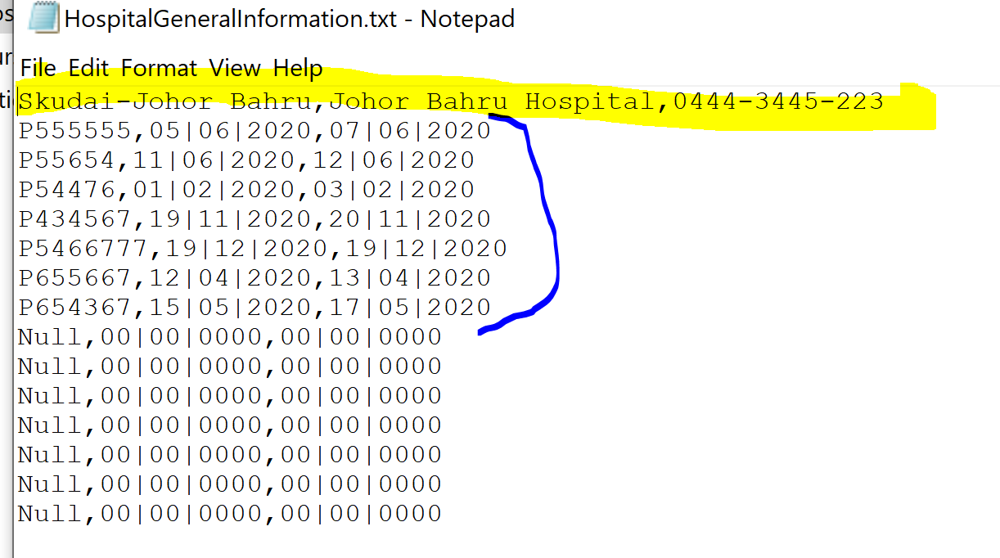 HospitalGeneralInformation.txt - Notepad
File Edit Format View Help
Skudai-Johor Bahru,Johor Bahru Hospital,0444-3445-223
P555555,05|06|2020,07|06|2020
P55654,11|06|2020,12|06|2020
P54476,01|02|2020,03|02|2020
P434567,19|11|2020,20|11|2020
P5466777,19|12|2020,19|12|2020
P655667,12|04|2020,13|04|2020
P654367,15|05|2020,17|05|2020
Null,00|00|0000,00|00|0000
Null,00|00|0000,00|00|0000
Null,00|00|0000,00|00|0000
Null,00|00|0000,00|00|0000
Null,00|00|0000,00|00|0000
Null,00|00|0000,00|00|0000
Null,00|00|0000,00|00|0000